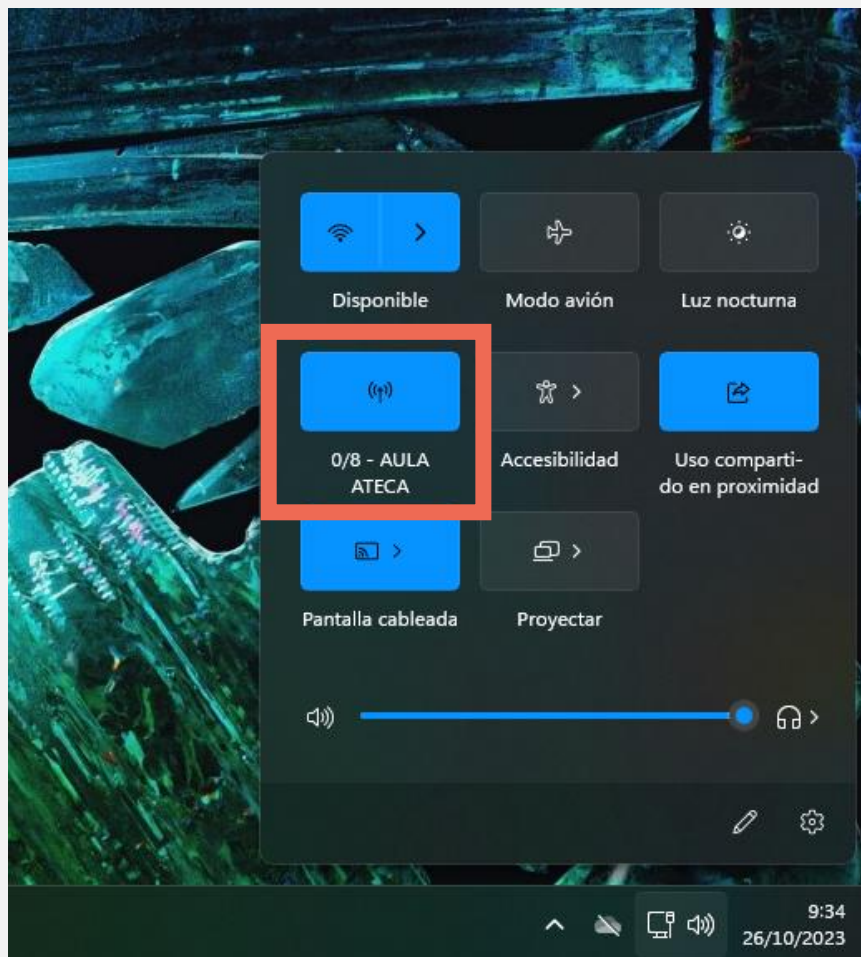 Disponible
Modo avión
Luz nocturna
0/8 - AULA
ATECA
Accesibilidad
Uso comparti-
do en proximidad
Pantalla cableada
Proyectar
9:34
26/10/2023